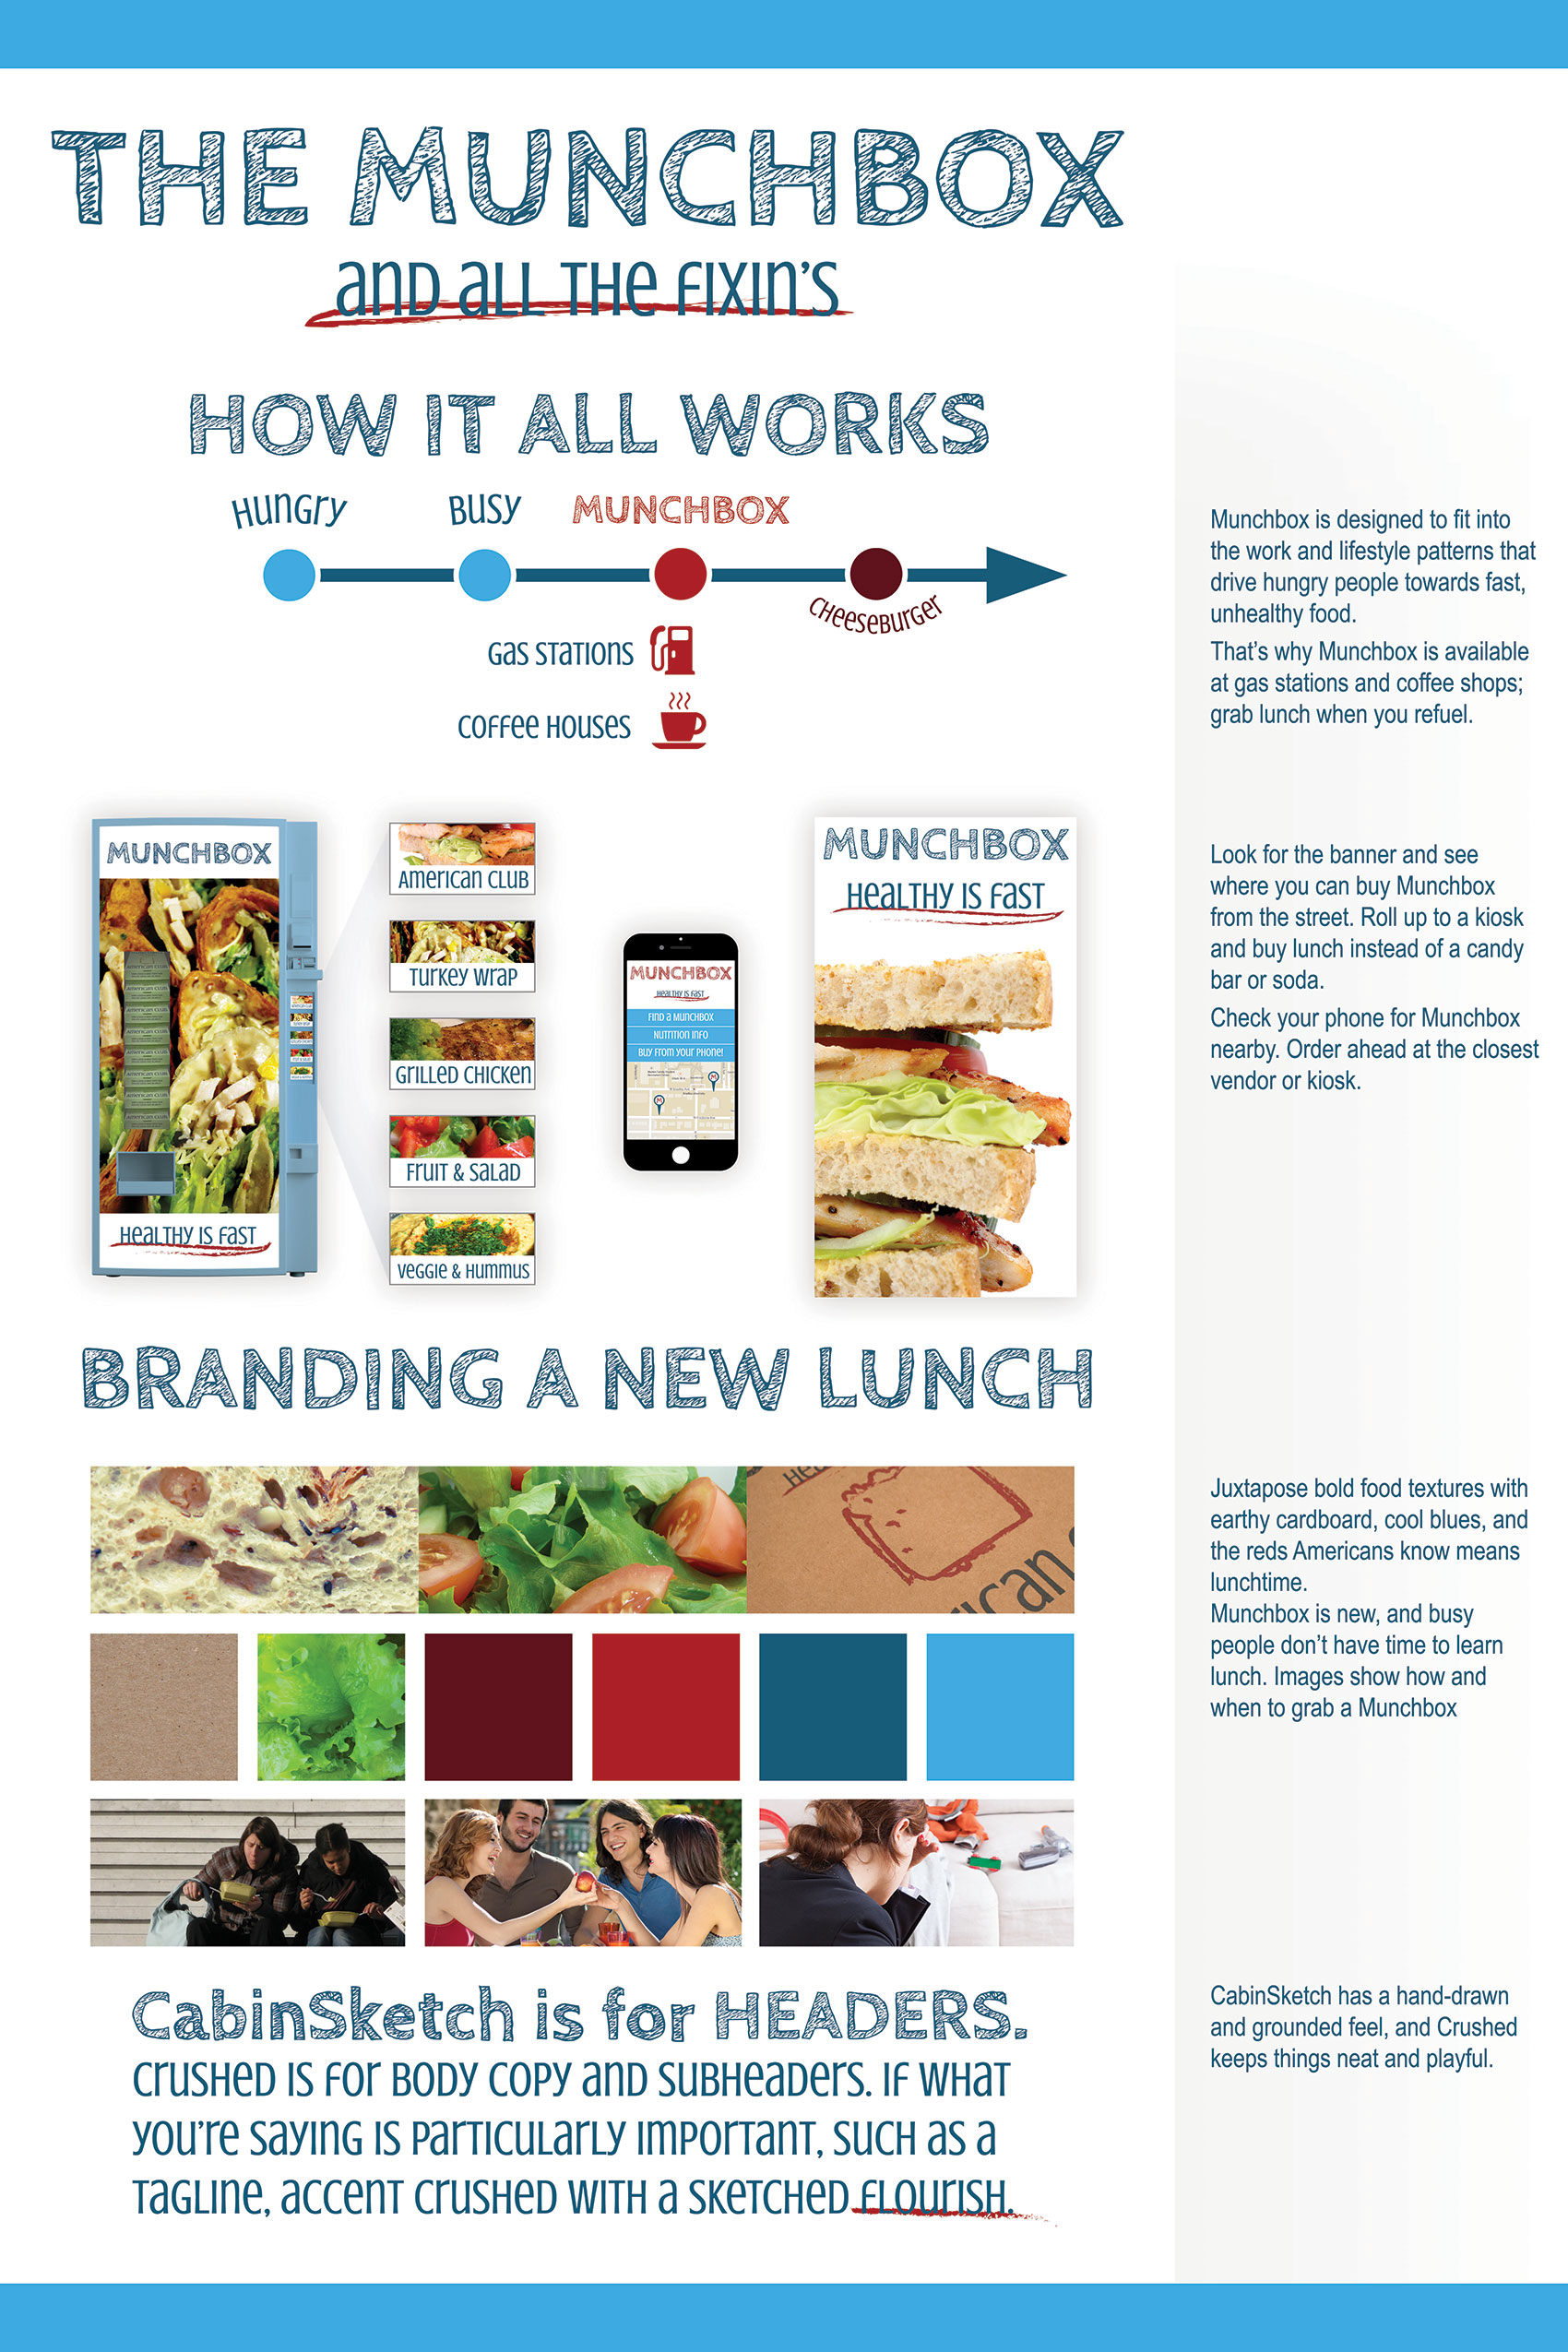 THE MUNCHBOX
and all the fixin's
HOW IT ALL WORKS
Hungry
Busy
MUNCHBOX
Cheeseburger
Gas Stations
Coffee Houses
Munchbox is designed to fit into
the work and lifestyle patterns that
drive hungry people towards fast,
unhealthy food.
That's why Munchbox is available
at gas stations and coffee shops;
grab lunch when you refuel.
MUNCHBOX
Healthy is Fast
American Club
Turkey Wrap
Grilled Chicken
Fruit & Salad
Veggie & Hummus
MUNCHBOX
Healthy is Fast
Find a Munchbox
Nutrition Info
Buy from your phone!
MUNCHBOX
Healthy is Fast
Look for the banner and see
where you can buy Munchbox
from the street. Roll up to a kiosk
and buy lunch instead of a candy
bar or soda.
Check your phone for Munchbox
nearby. Order ahead at the closest
vendor or kiosk.
BRANDING A NEW LUNCH
Juxtapose bold food textures with
earthy cardboard, cool blues, and
the reds Americans know means
lunchtime.
Munchbox is new, and busy
people don't have time to learn
lunch. Images show how and
when to grab a Munchbox
CabinSketch is for HEADERS.
Crushed is for body copy and subheaders. If what
you're saying is particularly important, such as a
tagline, accent Crushed with a sketched flourish.
CabinSketch has a hand-drawn
and grounded feel, and Crushed
keeps things neat and playful.